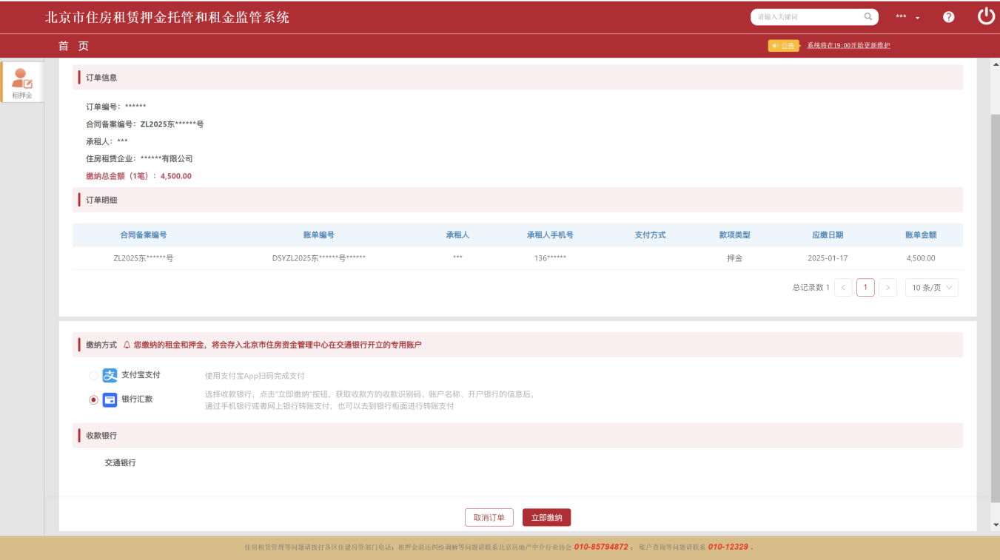 北京市住房租赁押金托管和租金监管系统
请输入关键词
***
首 页
公告 系统将在19:00开始更新维护
租押金
订单信息
订单编号：******
合同备案编号：ZL2025东******号
承租人：***
住房租赁企业：******有限公司
缴纳总金额（1笔）：4,500.00
订单明细
合同备案编号 账单编号 承租人 承租人手机号 支付方式 款项类型 应缴日期 账单金额
ZL2025东******号 DSYZL2025东******号****** *** 136****** 押金 2025-01-17 4,500.00
总记录数 1 < 1 > 10 条/页
缴纳方式 您缴纳的租金和押金，将会存入北京市住房资金管理中心在交通银行开立的专用账户
支 支付宝支付 使用支付宝App扫码完成支付
银行汇款 选择收款银行，点击“立即缴纳”按钮，获取收款方的收款识别码、账户名称、开户银行的信息后，
通过手机银行或者网上银行转账支付，也可以去到银行柜面进行转账支付
收款银行
交通银行
取消订单 立即缴纳
住房租赁管理等问题请拨打各区住建房管部门电话；租押金退还纠纷调解等问题请联系北京房地产中介行业协会 010-85794872； 账户查询等问题请联系 010-12329 。